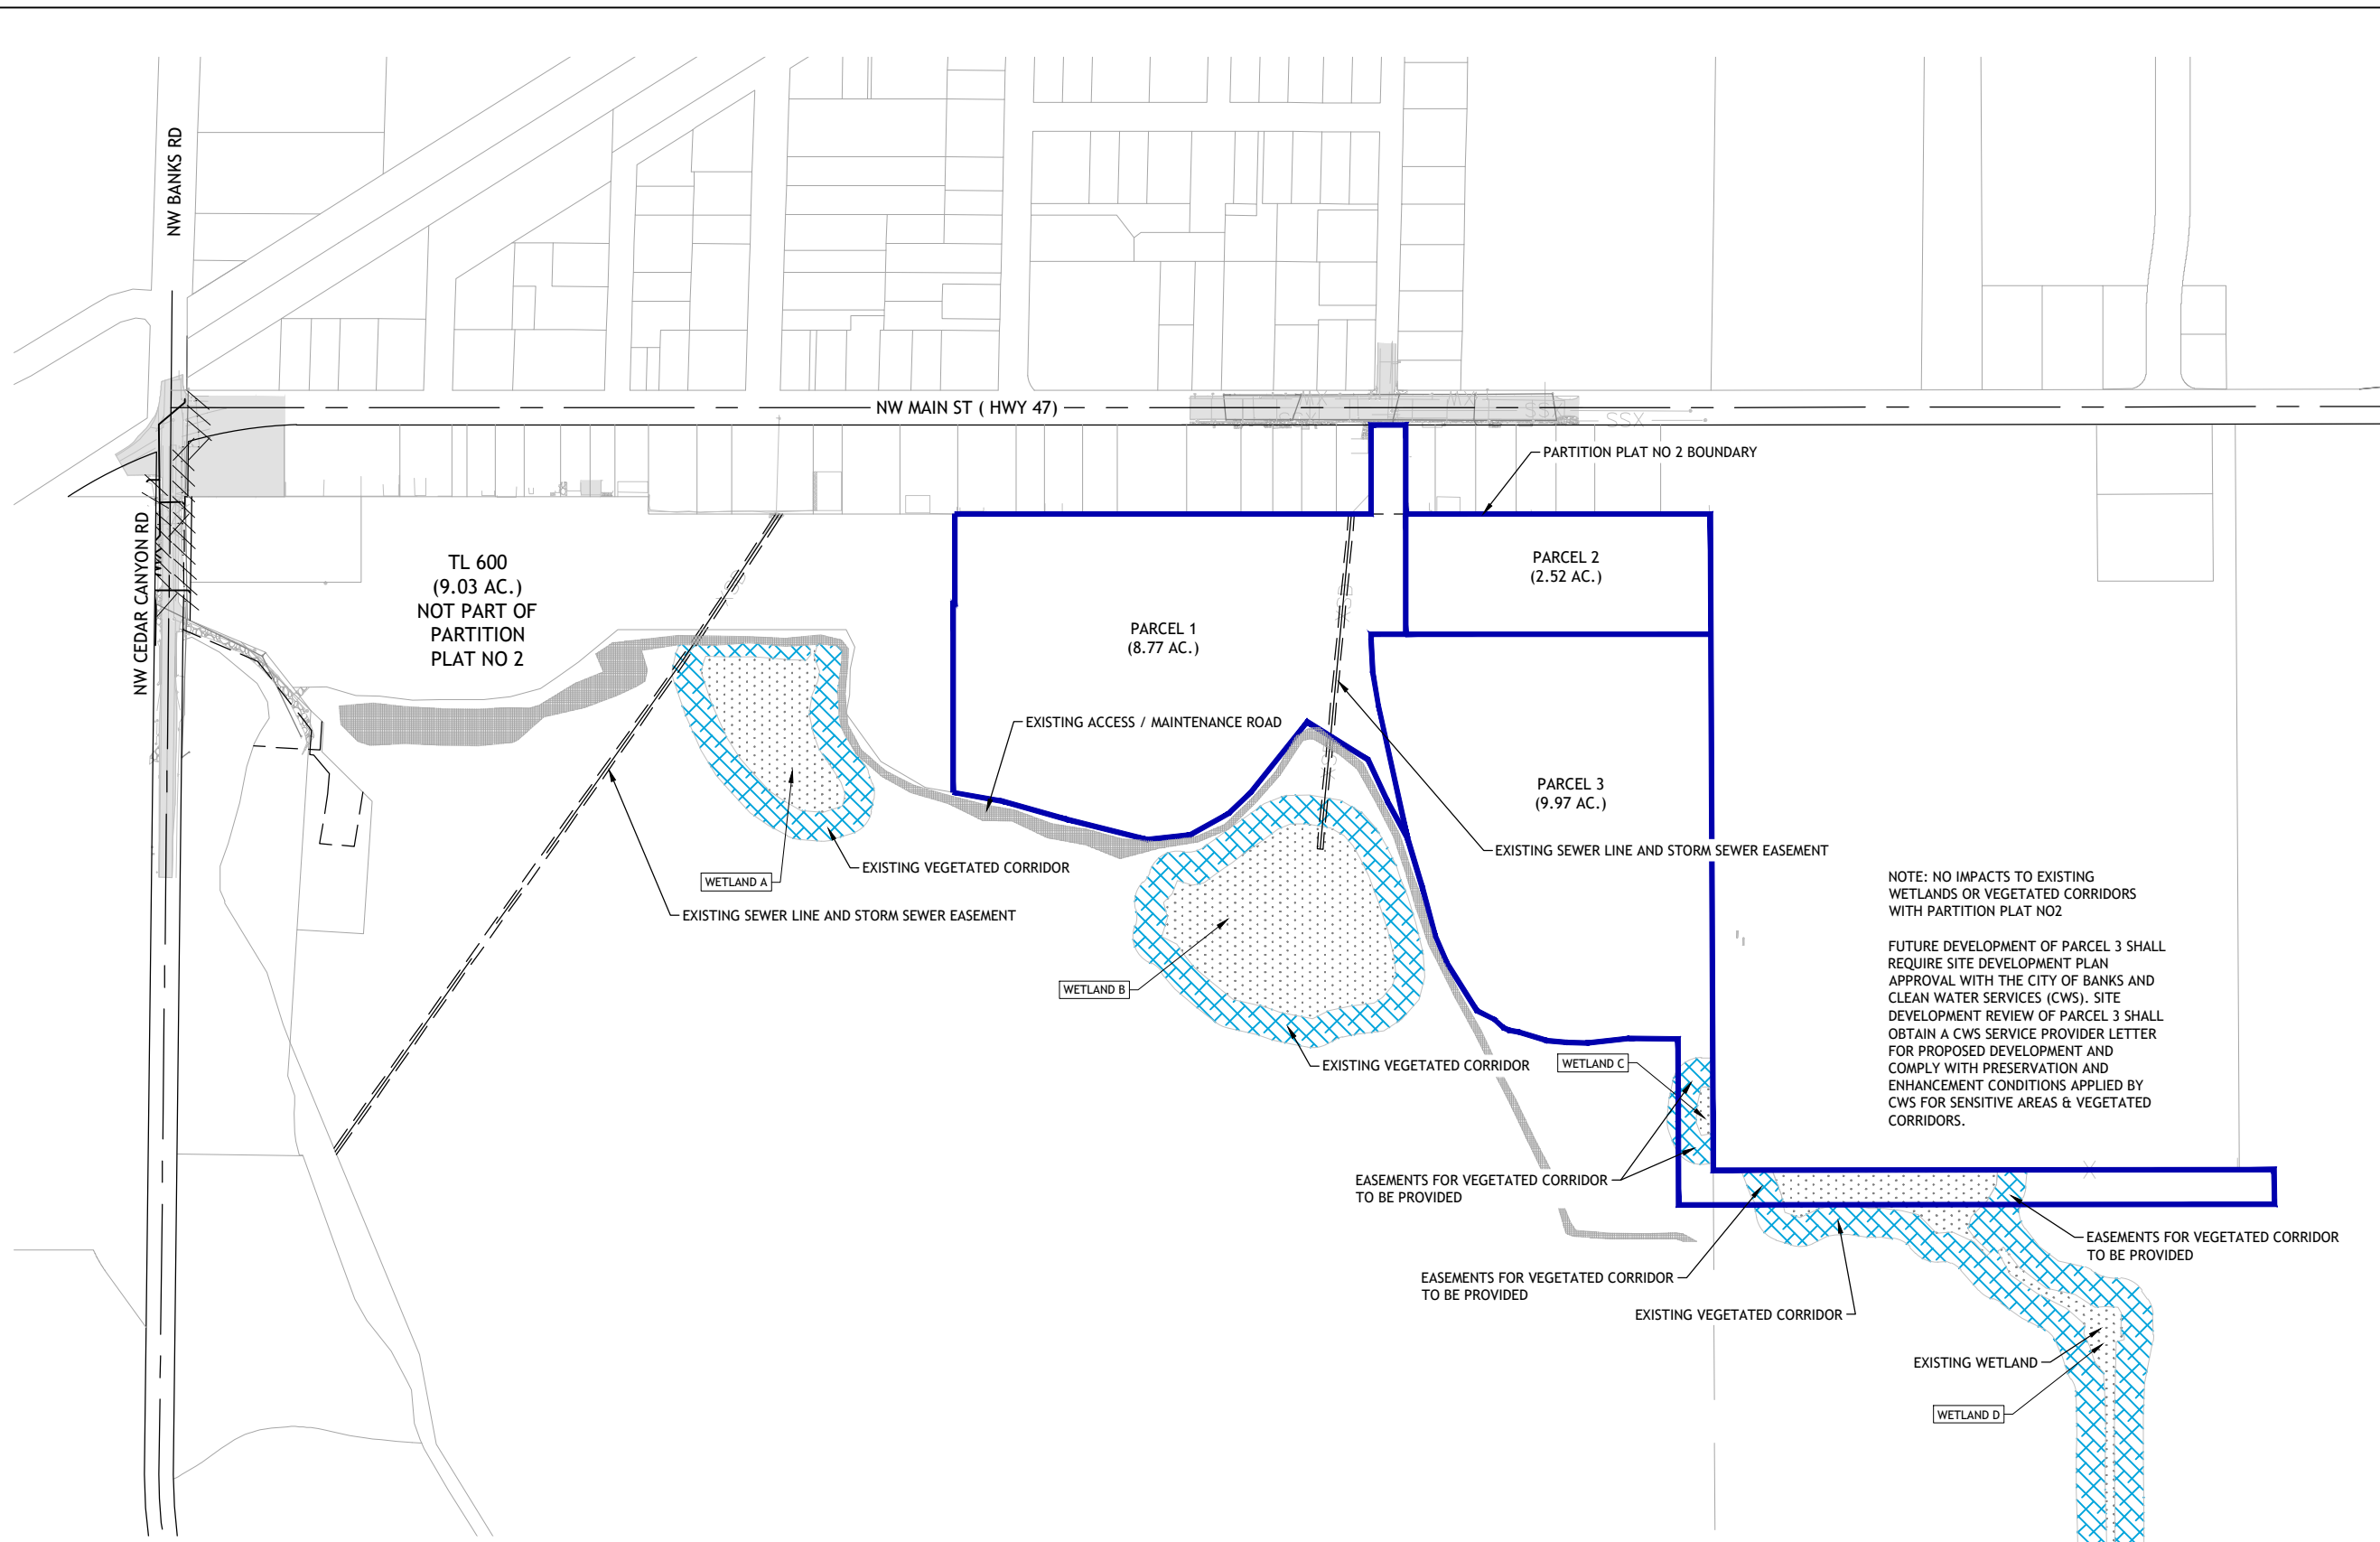 NW BANKS RD
NW MAIN ST ( HWY 47)
SSX
PARTITION PLAT NO 2 BOUNDARY
NW CEDAR CANYON RD
TL 600
(9.03 AC.)
NOT PART OF
PARTITION
PLAT NO 2
PARCEL 2
(2.52 AC.)
PARCEL 1
(8.77 AC.)
EXISTING ACCESS / MAINTENANCE ROAD
PARCEL 3
(9.97 AC.)
EXISTING SEWER LINE AND STORM SEWER EASEMENT
EXISTING VEGETATED CORRIDOR
WETLAND A
EXISTING SEWER LINE AND STORM SEWER EASEMENT
WETLAND B
EXISTING VEGETATED CORRIDOR
WETLAND C
NOTE: NO IMPACTS TO EXISTING
WETLANDS OR VEGETATED CORRIDORS
WITH PARTITION PLAT NO2
FUTURE DEVELOPMENT OF PARCEL 3 SHALL
REQUIRE SITE DEVELOPMENT PLAN
APPROVAL WITH THE CITY OF BANKS AND
CLEAN WATER SERVICES (CWS). SITE
DEVELOPMENT REVIEW OF PARCEL 3 SHALL
OBTAIN A CWS SERVICE PROVIDER LETTER
FOR PROPOSED DEVELOPMENT AND
COMPLY WITH PRESERVATION AND
ENHANCEMENT CONDITIONS APPLIED BY
CWS FOR SENSITIVE AREAS & VEGETATED
CORRIDORS.
EASEMENTS FOR VEGETATED CORRIDOR
TO BE PROVIDED
X
EASEMENTS FOR VEGETATED CORRIDOR
TO BE PROVIDED
EASEMENTS FOR VEGETATED CORRIDOR
TO BE PROVIDED
EXISTING VEGETATED CORRIDOR
EXISTING WETLAND
WETLAND D